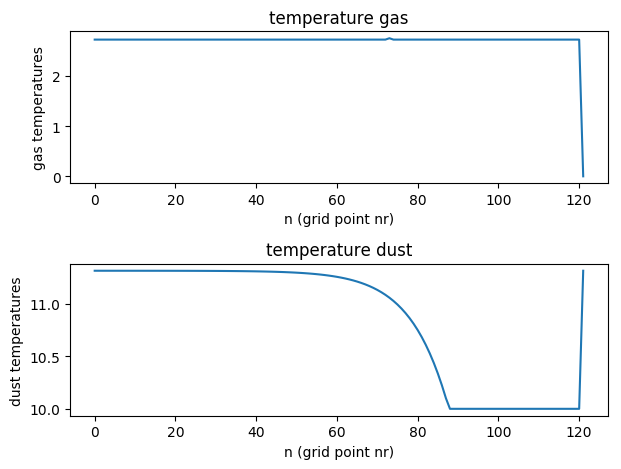 temperature gas
gas temperatures
2
1
0
0 20 40 60 80 100 120
n (grid point nr)
temperature dust
dust temperatures
11.0
10.5
10.0
0 20 40 60 80 100 120
n (grid point nr)